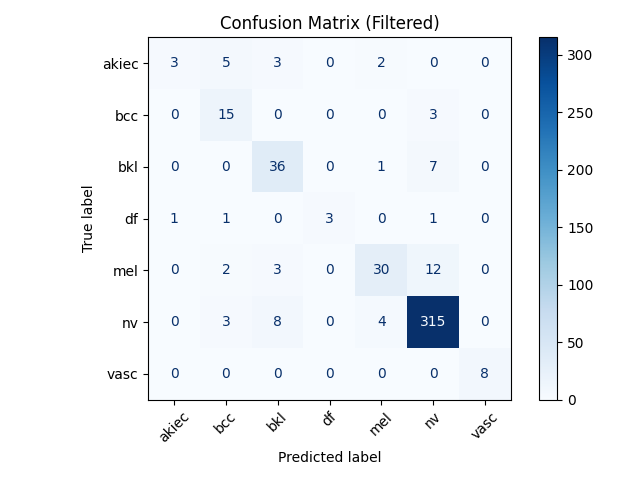 Confusion Matrix (Filtered)
akiec 3 5 3 0 2 0 0
bcc 0 15 0 0 0 3 0
bkl 0 0 36 0 1 7 0
df 1 1 0 3 0 1 0
mel 0 2 3 0 30 12 0
nv 0 3 8 0 4 315 0
vasc 0 0 0 0 0 0 8
akiec bcc bkl df mel nv vasc
True label
Predicted label
300
250
200
150
100
50
0